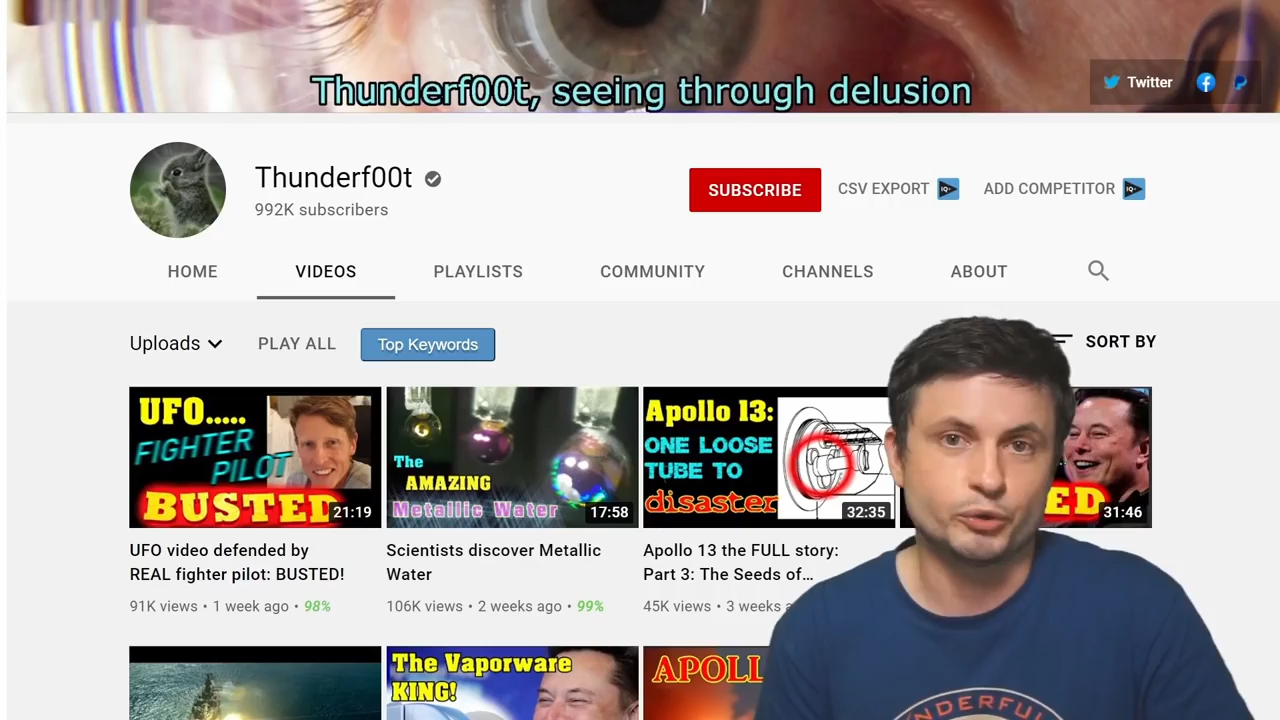 Thunderf00t, seeing through delusion
Twitter
Thunderf00t
992K subscribers
SUBSCRIBE
CSV EXPORT IQ+
ADD COMPETITOR IQ+
HOME
VIDEOS
PLAYLISTS
COMMUNITY
CHANNELS
ABOUT
Uploads
PLAY ALL
Top Keywords
SORT BY
UFO.....
FIGHTER
PILOT
BUSTED
21:19
The
AMAZING
Metallic Water
17:58
Apollo 13:
ONE LOOSE
TUBE TO
disaster
32:35
ED
31:46
UFO video defended by
REAL fighter pilot: BUSTED!
91K views • 1 week ago • 98%
Scientists discover Metallic
Water
106K views • 2 weeks ago • 99%
Apollo 13 the FULL story:
Part 3: The Seeds of…
45K views • 3 weeks a
The Vaporware
KING!
APOLL
NDERFUL